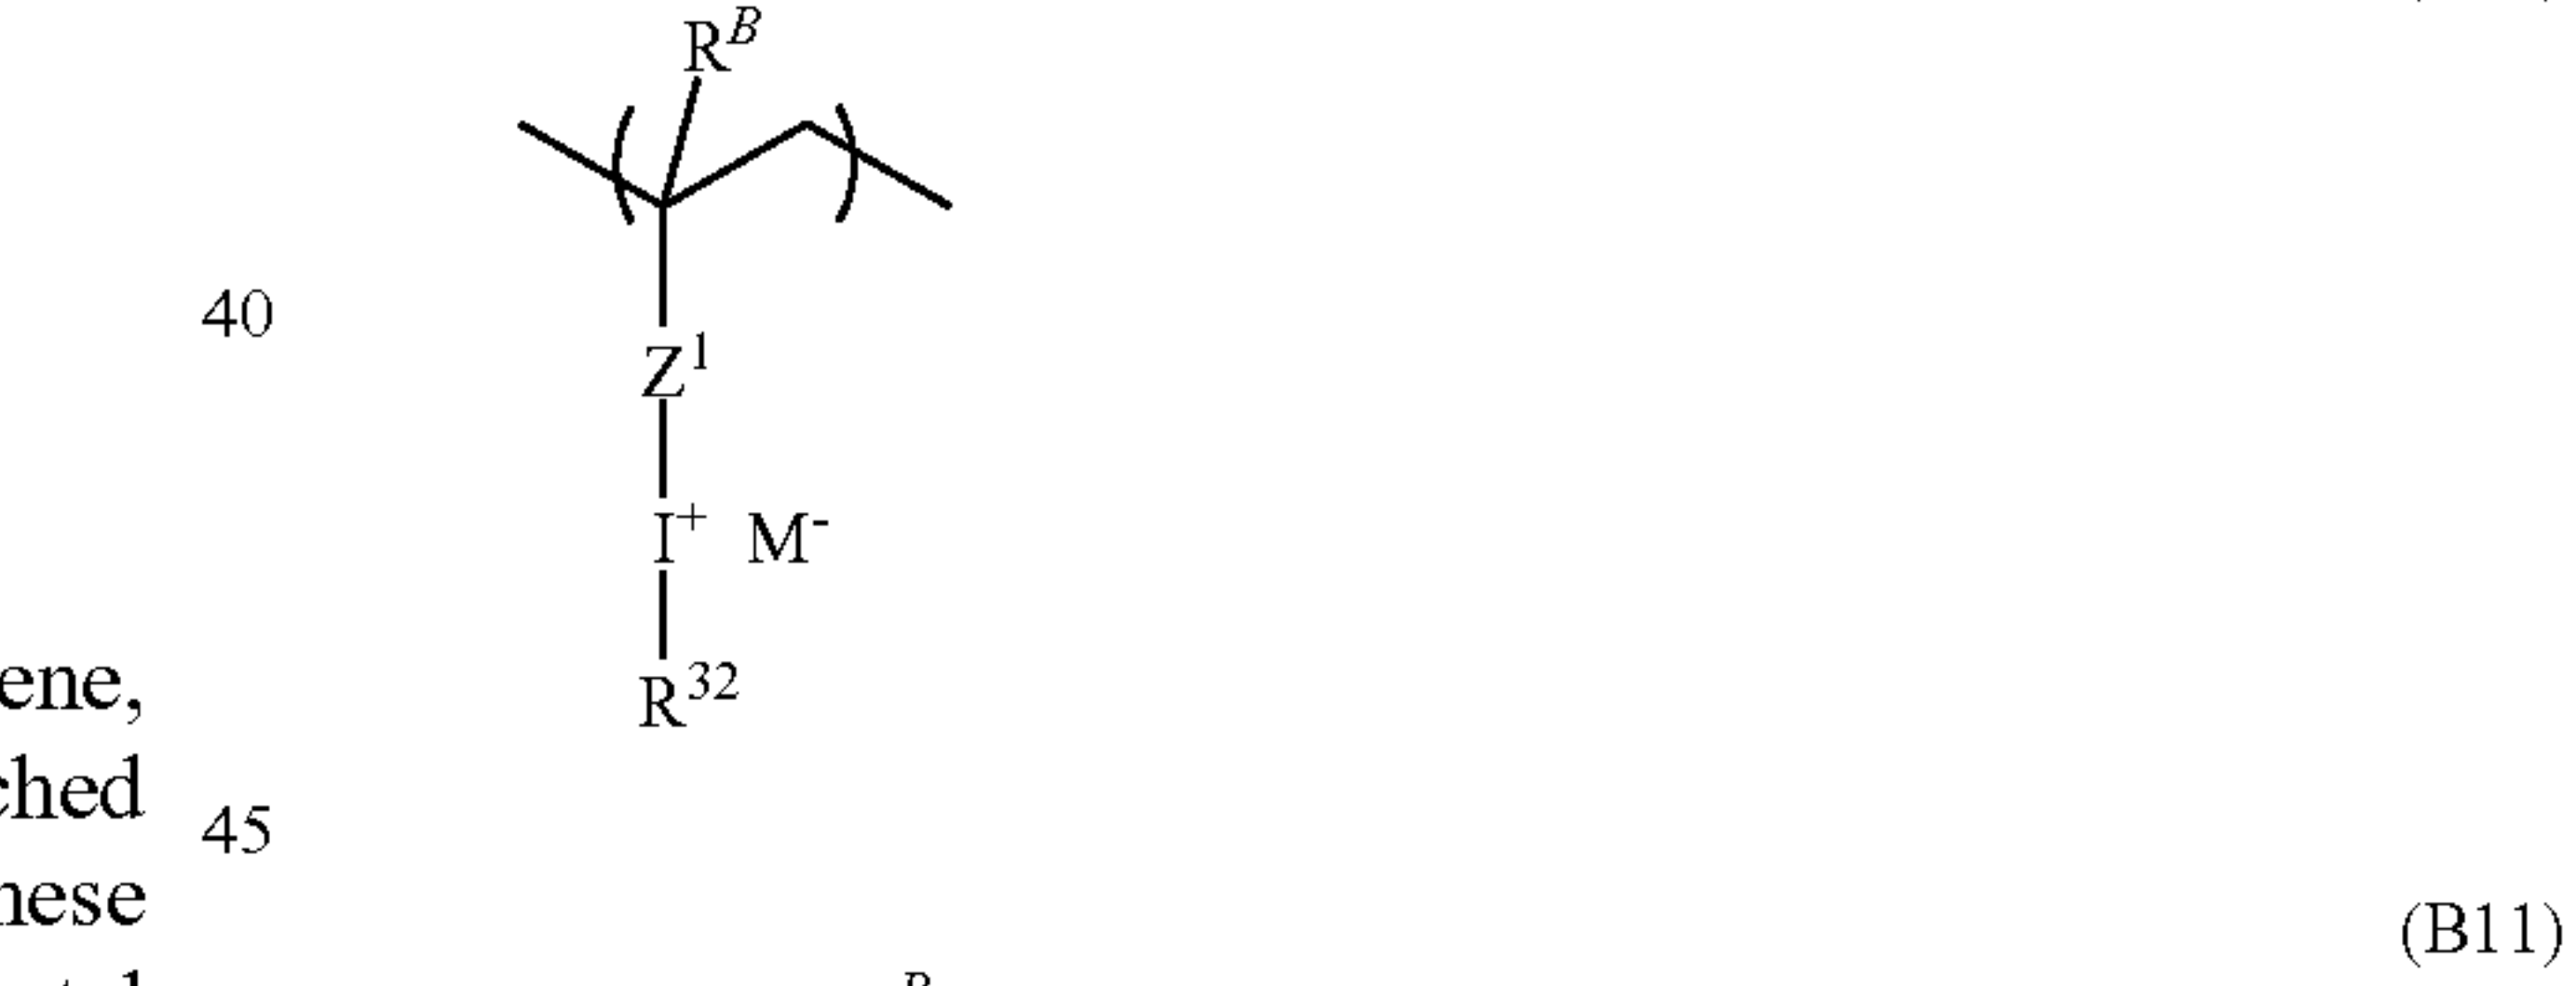 R^B
40
Z^1
I^+ M^-
R^32
ene,
ched
45
nese
(B11)
B